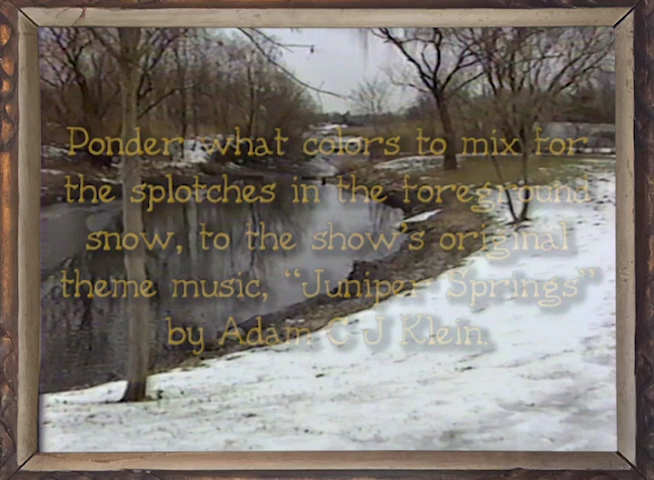 Ponder what colors to mix for
the splotches in the foreground
snow, to the show's original
theme music, “Juniper Springs”
by Adam C J Klein.